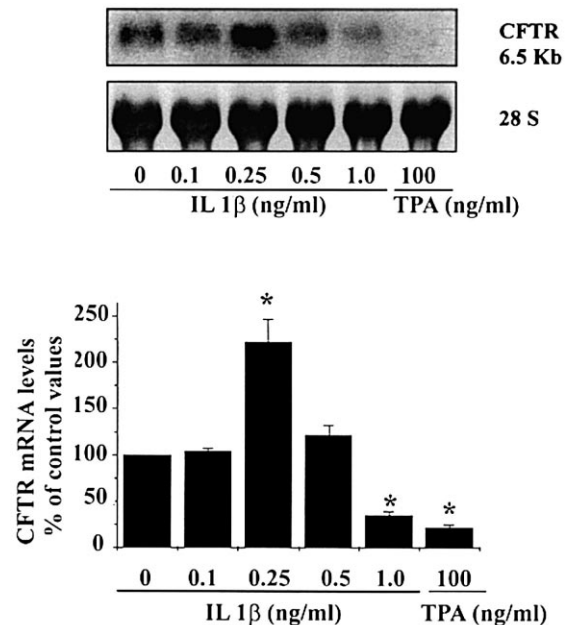 CFTR
6.5 Kb
28 S
0 0.1 0.25 0.5 1.0 100
IL 1β (ng/ml) TPA (ng/ml)
CFTR mRNA levels
% of control values
250
200
150
100
50
0
*
*
*
0 0.1 0.25 0.5 1.0 100
IL 1β (ng/ml) TPA (ng/ml)